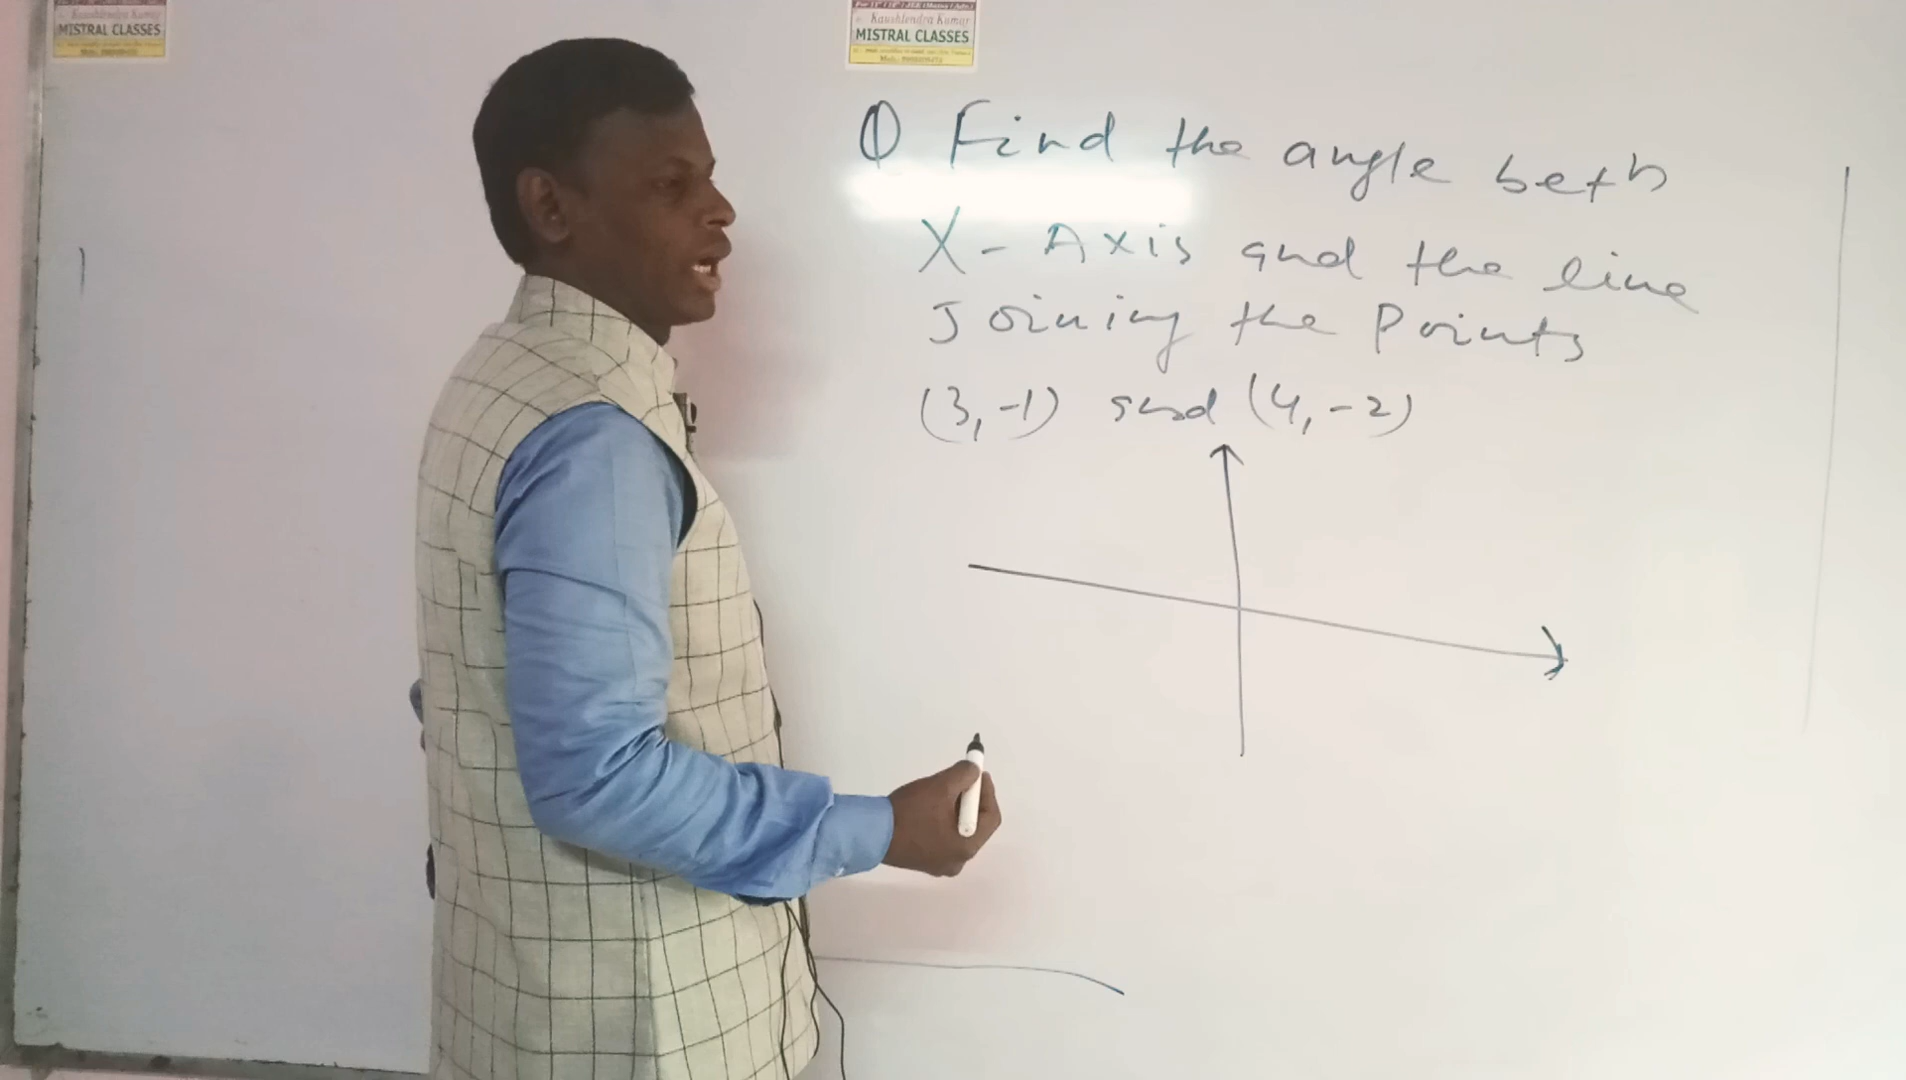 Kaushlendra Kumar
MISTRAL CLASSES
Kaushlendra Kumar
MISTRAL CLASSES
Q Find the angle betn
X-Axis and the line
Joining the Points
(3,-1) and (4,-2)